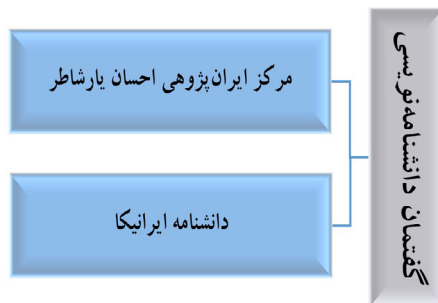 گفتمان دانشنامه‌نویسی
مرکز ایران‌پژوهی احسان یارشاطر
دانشنامه ایرانیکا